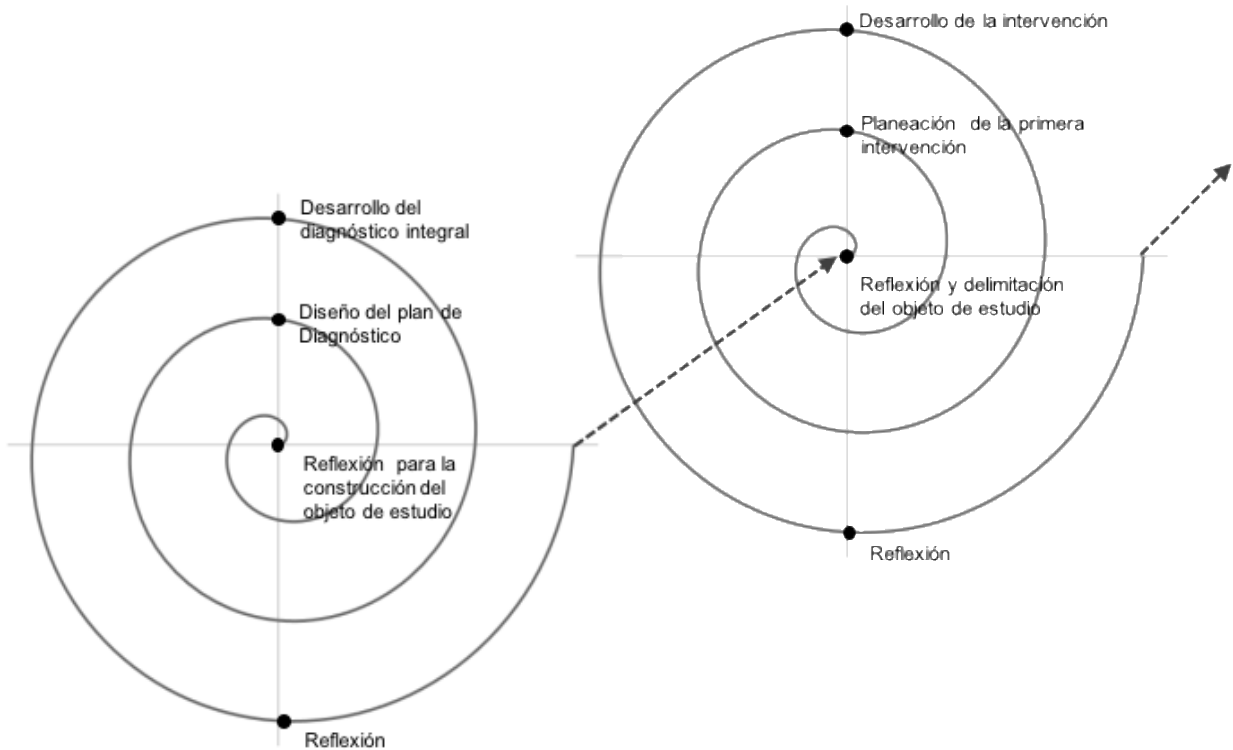 Desarrollo del
diagnóstico integral
Diseño del plan de
Diagnóstico
Reflexión para la
construcción del
objeto de estudio
Reflexión
Desarrollo de la intervención
Planeación de la primera
intervención
Reflexión y delimitación
del objeto de estudio
Reflexión